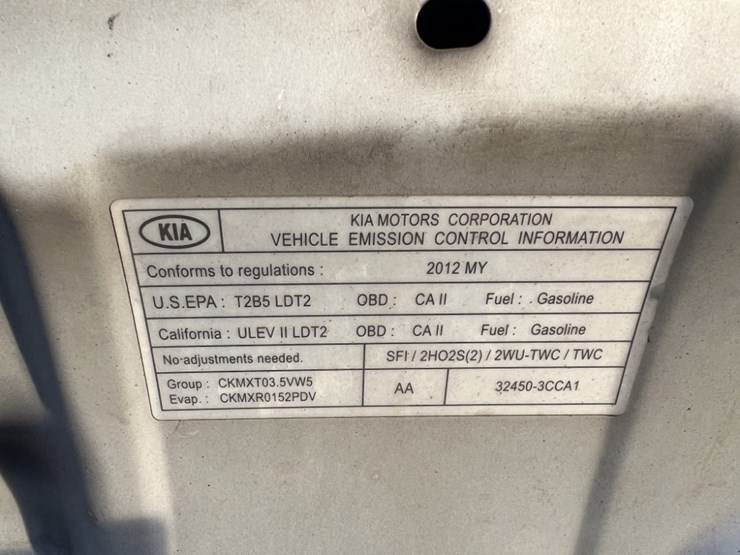 KIA
KIA MOTORS CORPORATION
VEHICLE EMISSION CONTROL INFORMATION
Conforms to regulations : 2012 MY
U.S.EPA : T2B5 LDT2 OBD : CA II Fuel : Gasoline
California : ULEV II LDT2 OBD : CA II Fuel : Gasoline
No adjustments needed. SFI / 2HO2S(2) / 2WU-TWC / TWC
Group : CKMXT03.5VW5
Evap. : CKMXR0152PDV
AA
32450-3CCA1